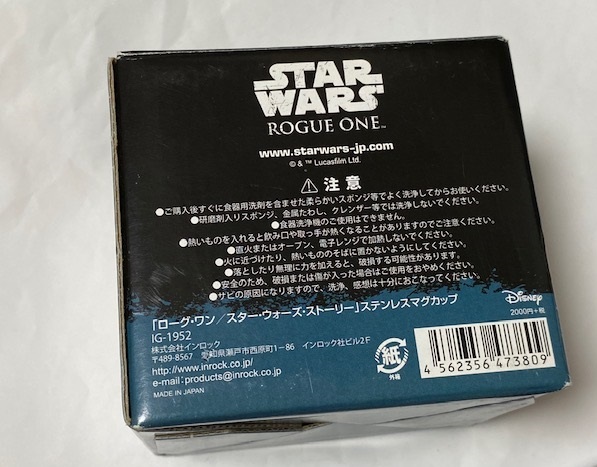 STAR
WARS
ROGUE ONE™
www.starwars-jp.com
© & ™ Lucasfilm Ltd.
⚠ 注意
●ご購入後すぐに食器用洗剤を含ませた柔らかいスポンジ等でよく洗浄してからお使いください。
●研磨剤入りスポンジ、金属たわし、クレンザー等では洗浄しないでください。
●食器洗浄機のご使用はできません。
●熱いものを入れると飲み口や取っ手が熱くなることがありますのでご注意ください。
●直火またはオーブン、電子レンジで加熱しないでください。
●火に近づけたり、熱いもののそばに置かないようにしてください。
●落としたり無理に力を加えると、破損する可能性があります。
●安全のため、破損または傷が入った場合はご使用をおやめください。
●サビの原因になりますので、洗浄、感想は十分におこなってください。
「ローグ・ワン／スター・ウォーズ・ストーリー」ステンレスマグカップ
IG-1952
株式会社インロック
〒489-8567 愛知県瀬戸市西原町1－86 インロック社ビル2F
http://www.inrock.co.jp/
e-mail：products@inrock.co.jp
MADE IN JAPAN
紙
外箱
Disney
2000円＋税
4 562356 473809